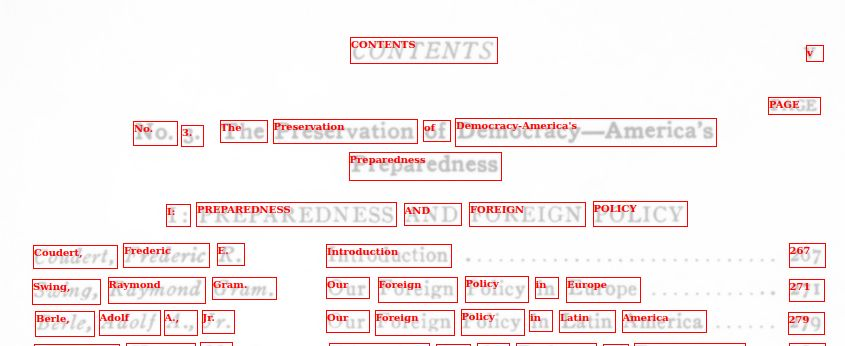 CONTENTS v
PAGE
No. 3. The Preservation of Democracy—America's
Preparedness
I: PREPAREDNESS AND FOREIGN POLICY
Coudert, Frederic R. Introduction 267
Swing, Raymond Gram. Our Foreign Policy in Europe 271
Berle, Adolf A., Jr. Our Foreign Policy in Latin America 279